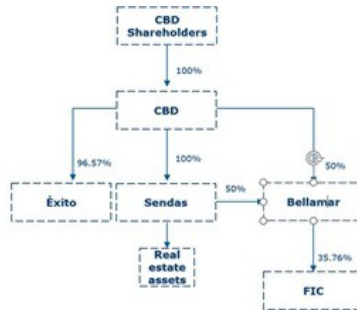 CBD
Shareholders
100%
CBD
96.57%
100%
50%
Éxito
Sendas
50%
Bellamar
Real
estate
assets
35.76%
FIC